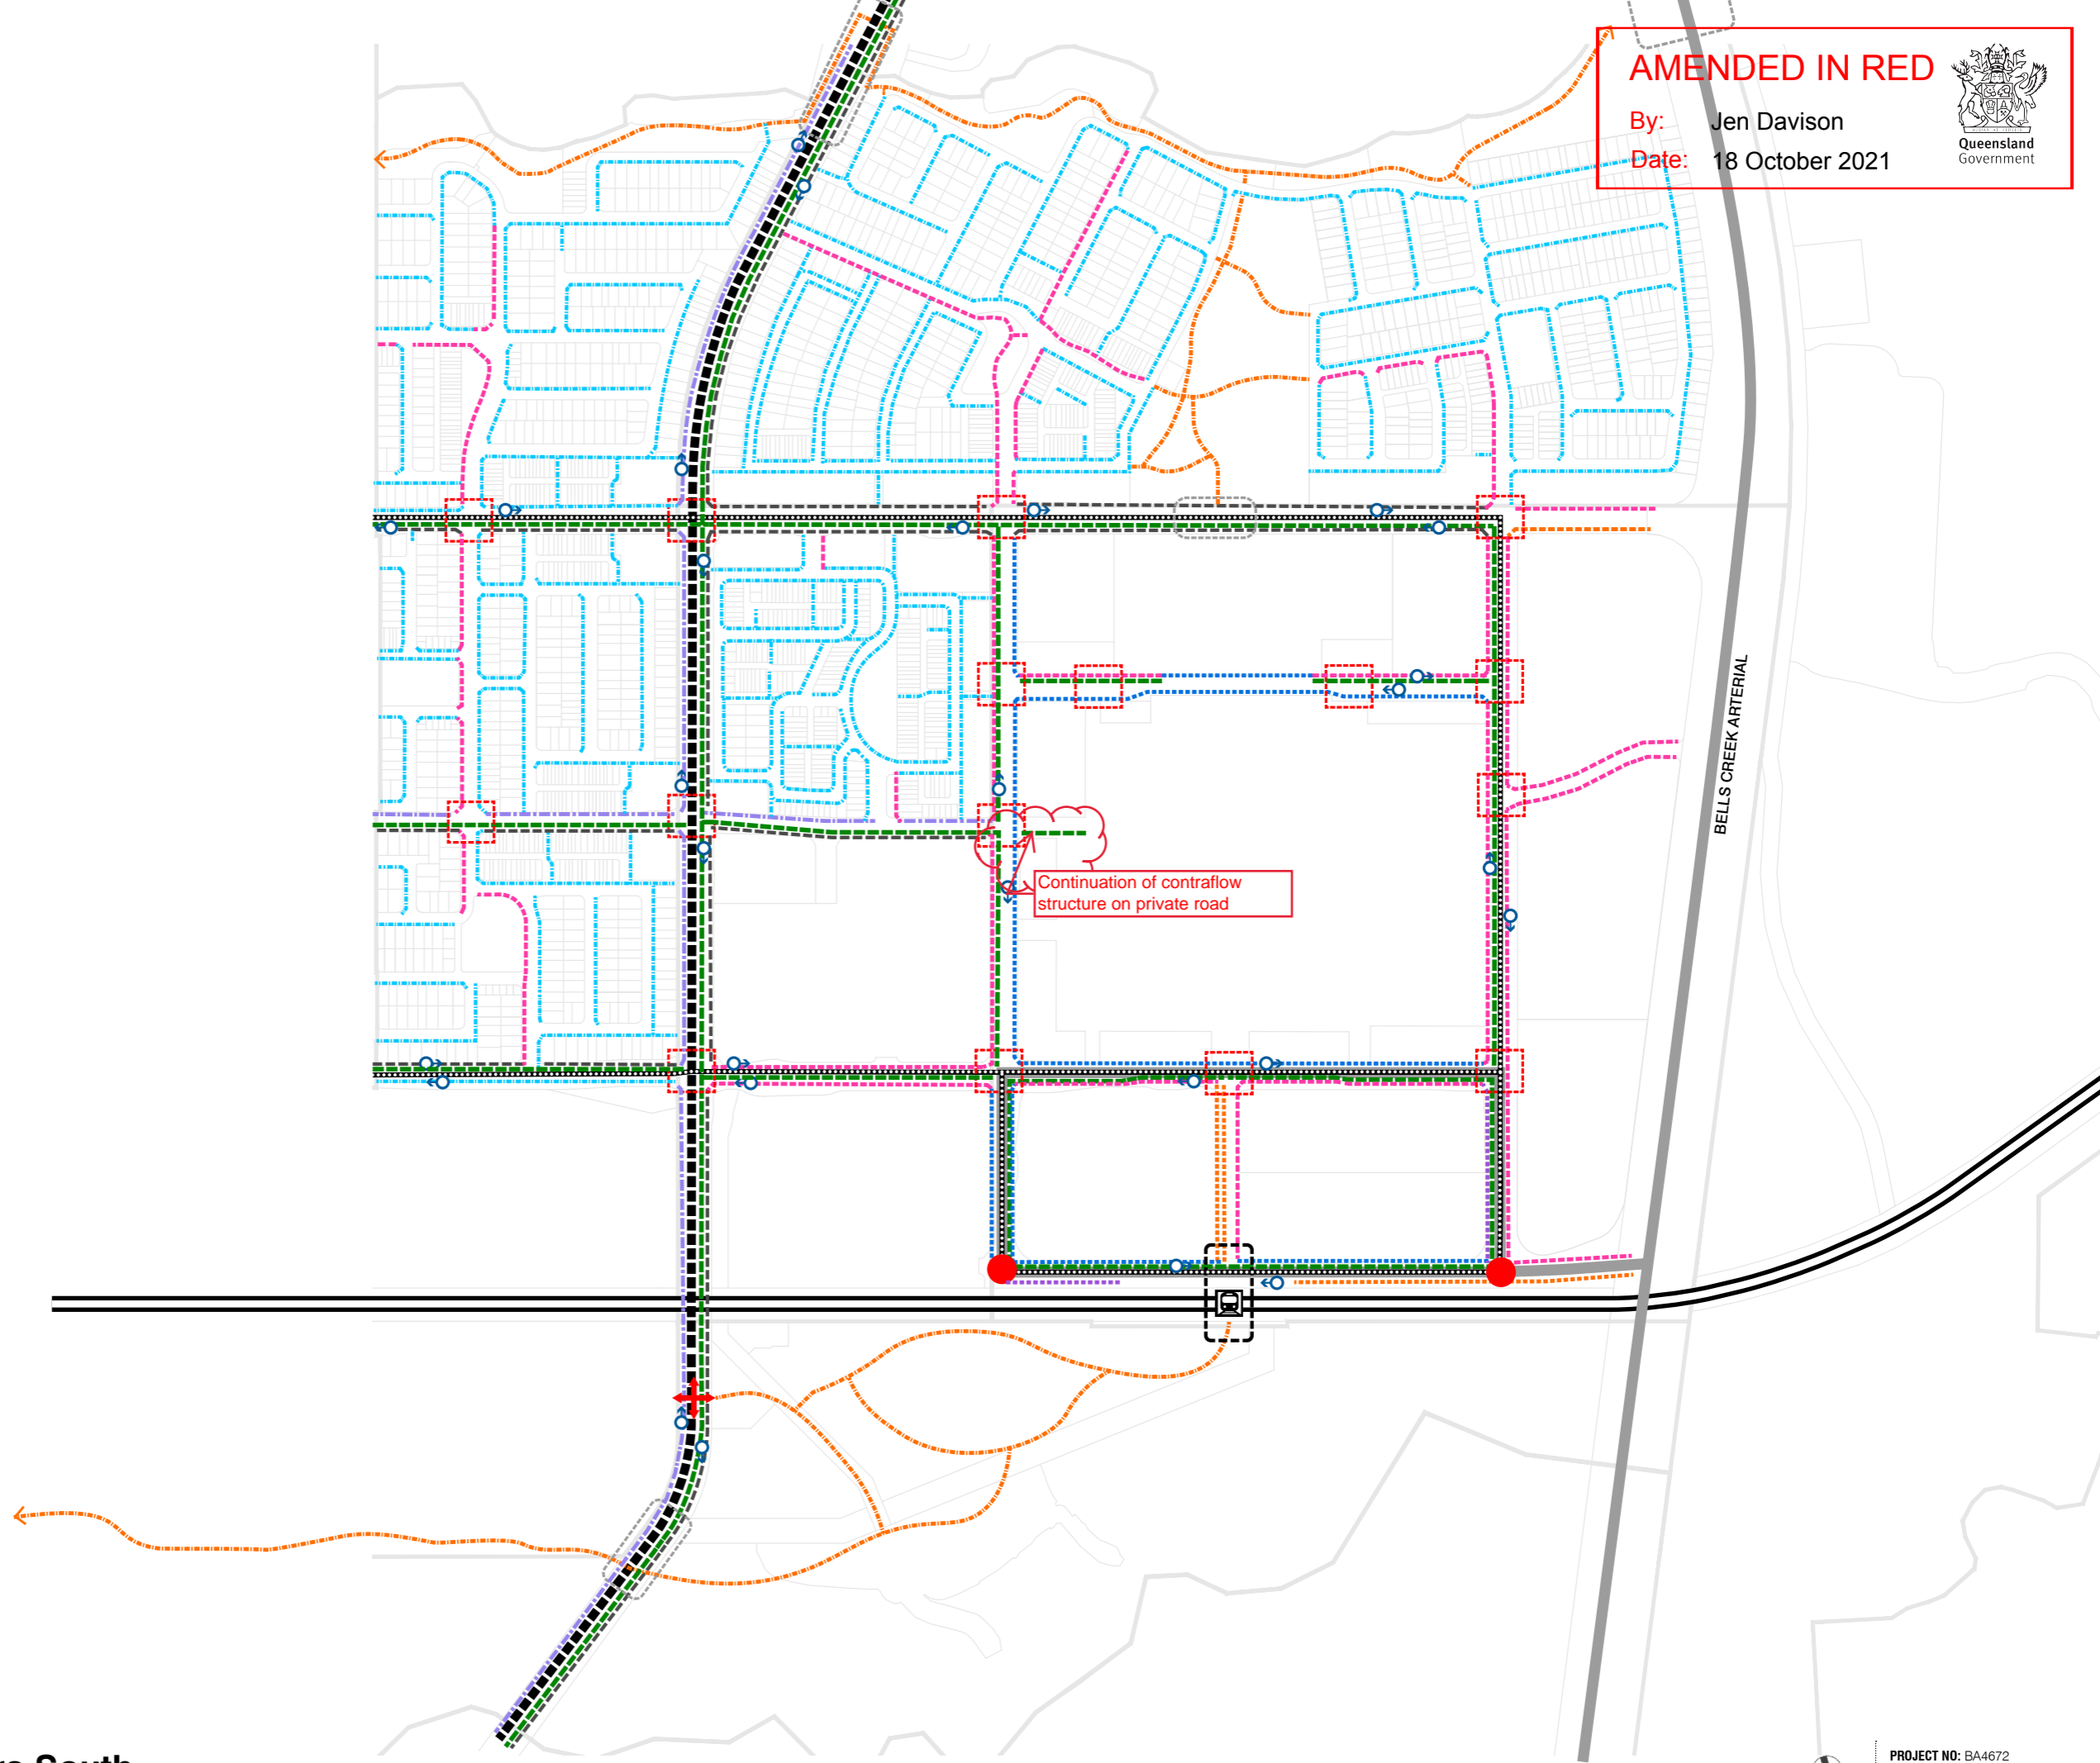 AMENDED IN RED
By: Jen Davison
Date: 18 October 2021
Queensland
Government
BELLS CREEK ARTERIAL
Continuation of contraflow
structure on private road
South
PROJECT NO: BA4672